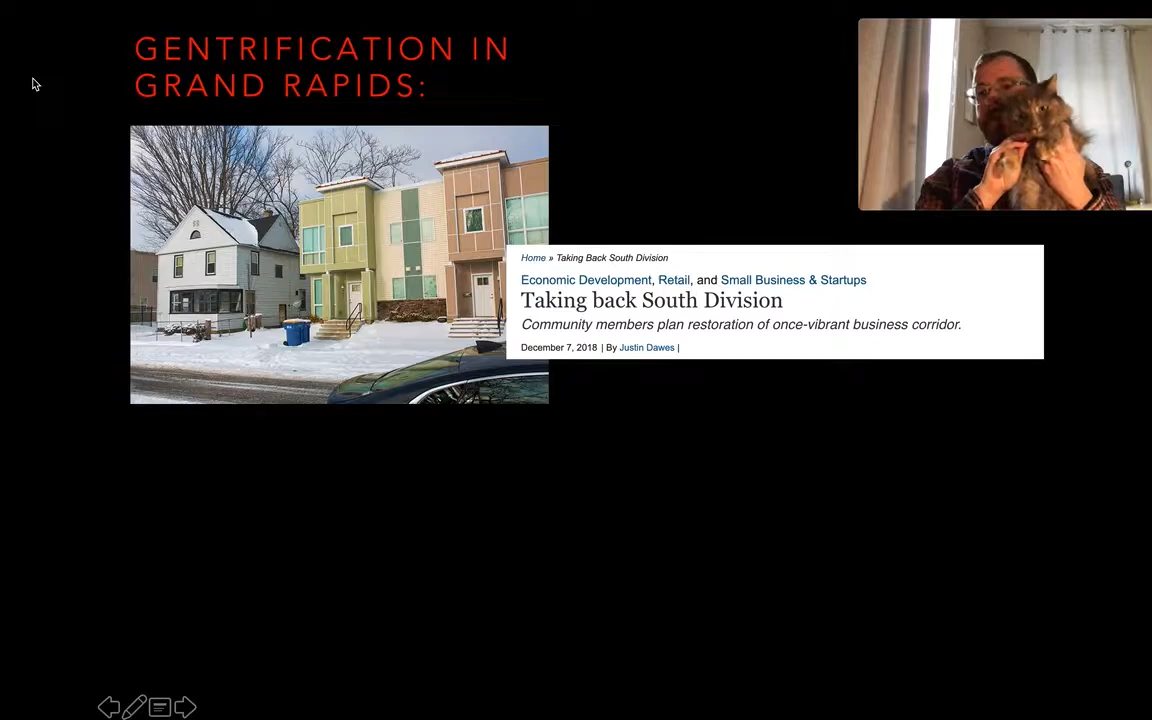 GENTRIFICATION IN
GRAND RAPIDS:
Home » Taking Back South Division
Economic Development, Retail, and Small Business & Startups
Taking back South Division
Community members plan restoration of once-vibrant business corridor.
December 7, 2018 | By Justin Dawes |